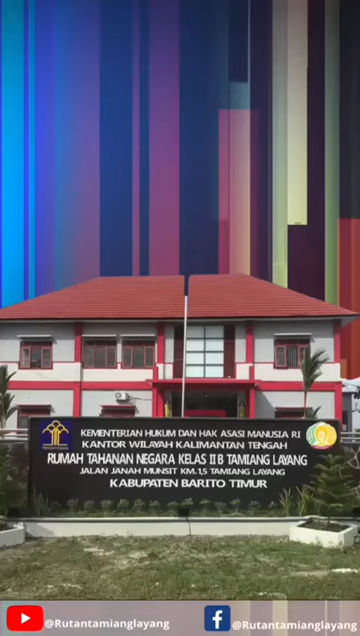 KEMENTERIAN HUKUM DAN HAK ASASI MANUSIA RI
KANTOR WILAYAH KALIMANTAN TENGAH
RUMAH TAHANAN NEGARA KELAS II B TAMIANG LAYANG
JALAN JANAH MUNSIT KM.1,5 TAMIANG LAYANG
KABUPATEN BARITO TIMUR
@Rutantamianglayang
@Rutantamianglayang